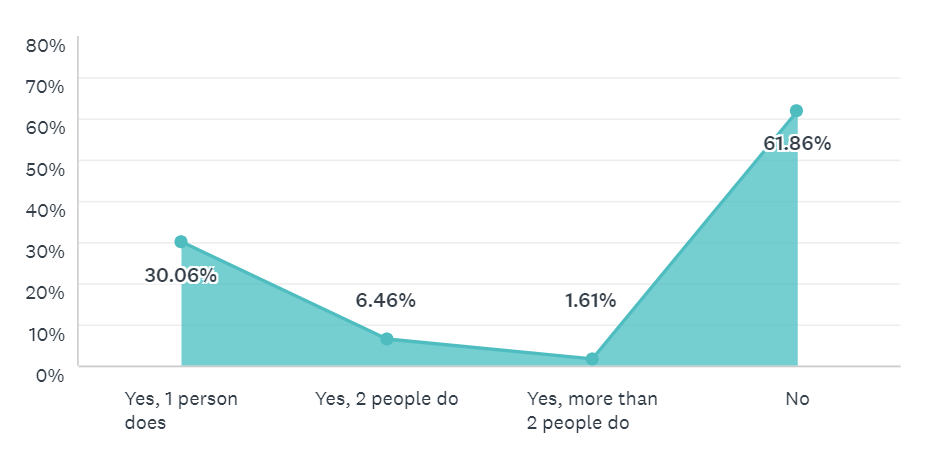 80%
70%
60%
50%
40%
30%
20%
10%
0%
61.86%
30.06%
6.46%
1.61%
Yes, 1 person
does
Yes, 2 people do
Yes, more than
2 people do
No